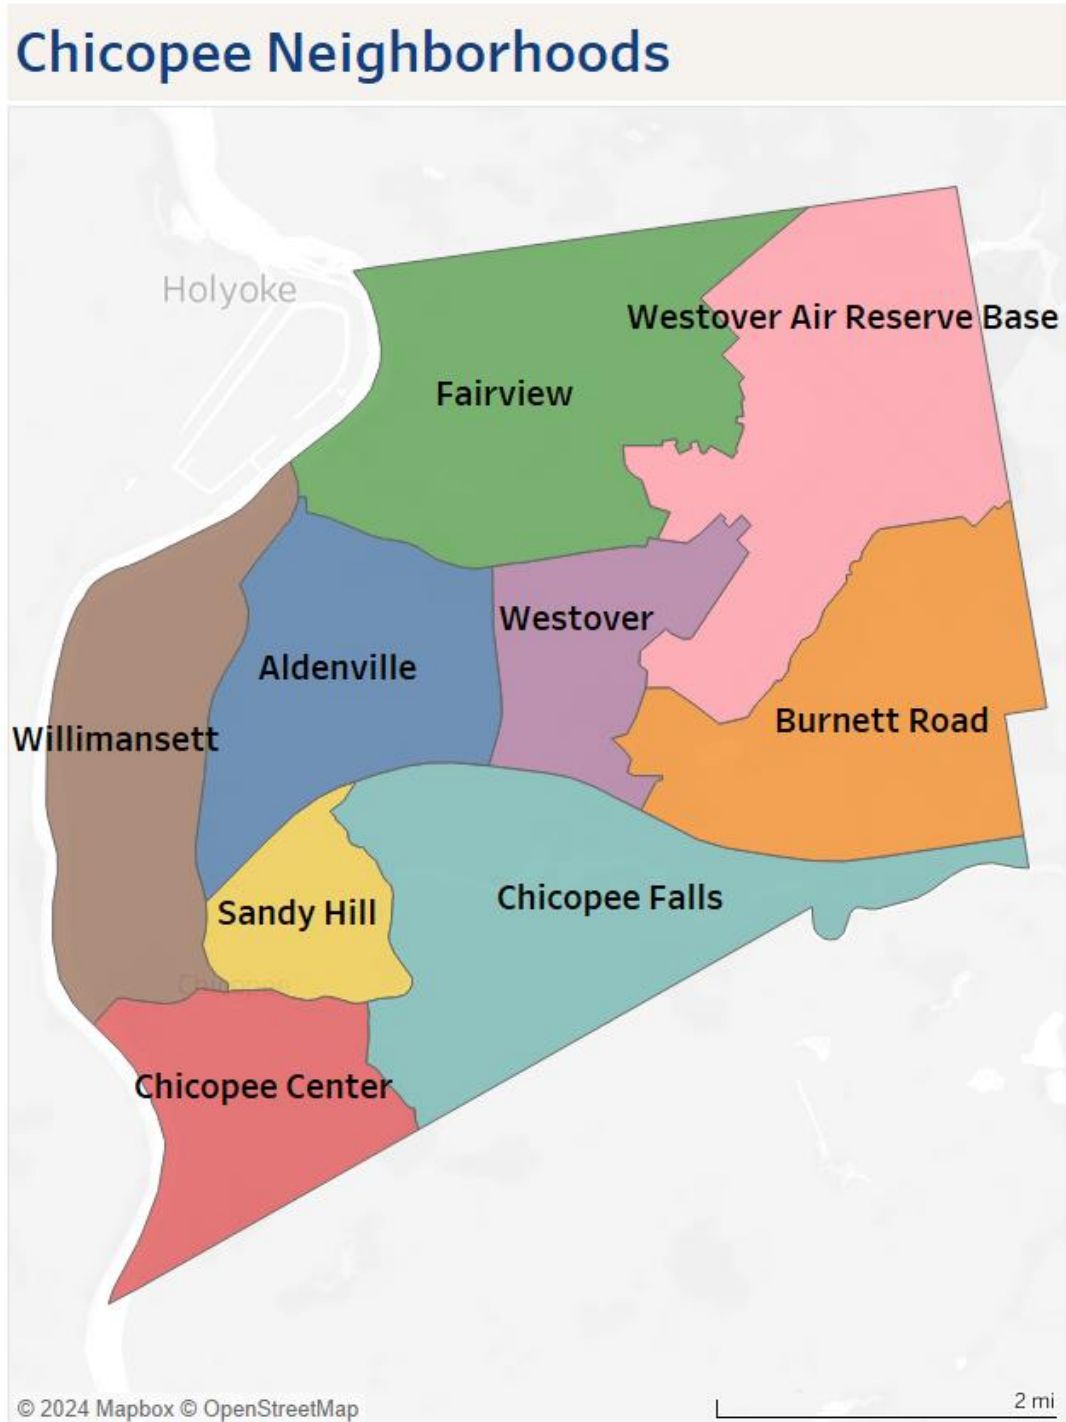 Chicopee Neighborhoods
Holyoke
Westover Air Reserve Base
Fairview
Westover
Aldenville
Burnett Road
Willimansett
Chicopee Falls
Sandy Hill
Chicopee
Chicopee Center
© 2024 Mapbox © OpenStreetMap
2 mi